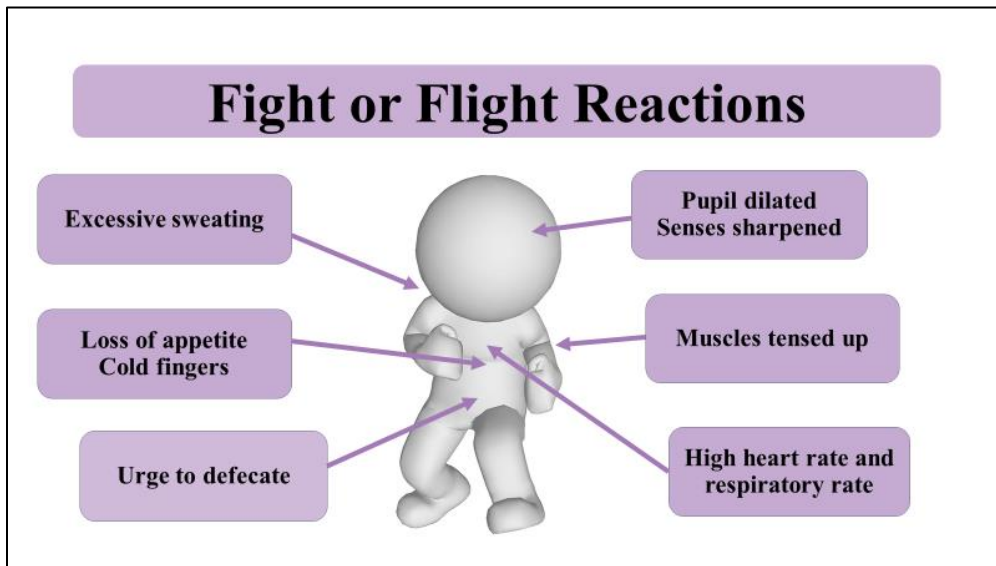 Fight or Flight Reactions
Excessive sweating
Pupil dilated
Senses sharpened
Loss of appetite
Cold fingers
Muscles tensed up
Urge to defecate
High heart rate and
respiratory rate